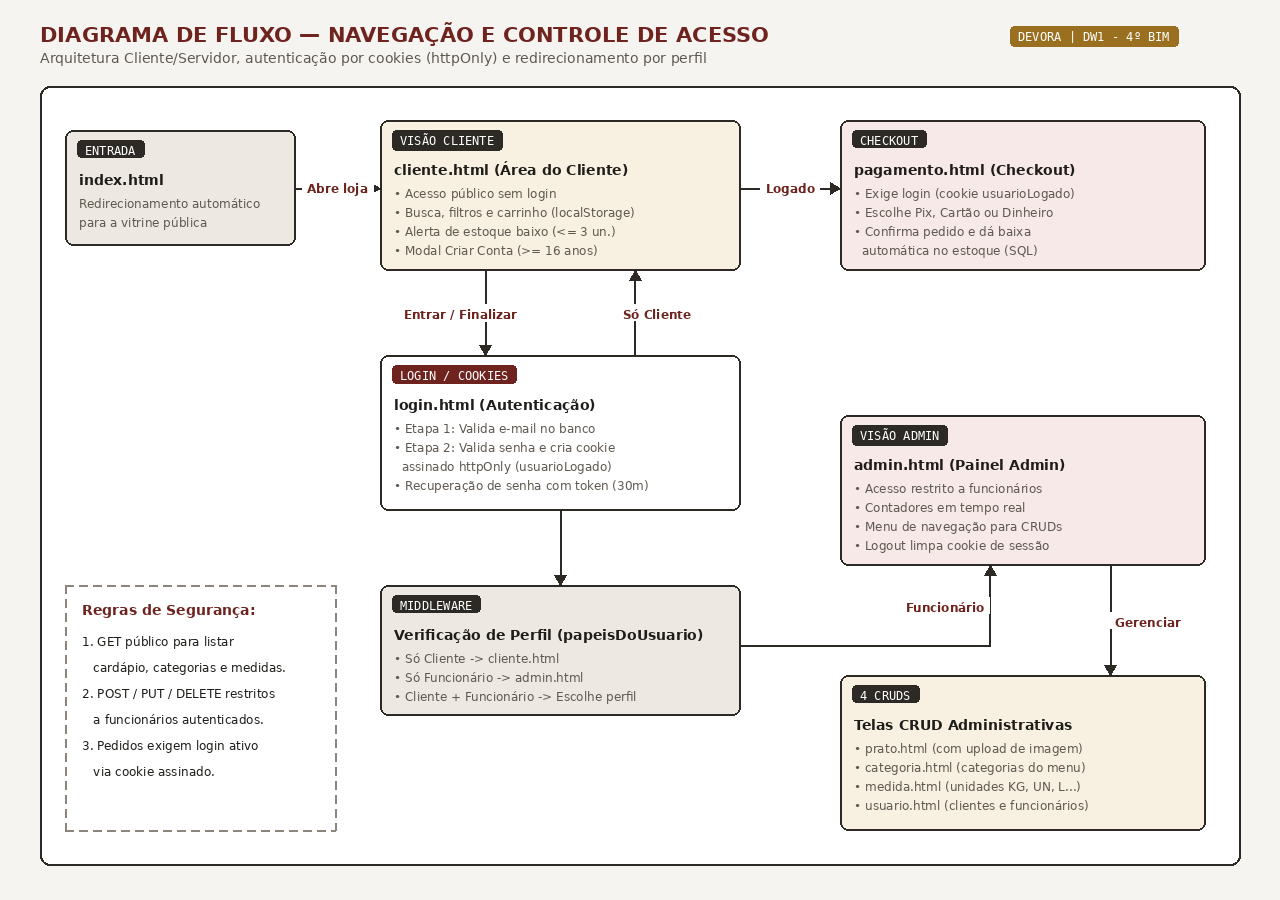 DIAGRAMA DE FLUXO — NAVEGAÇÃO E CONTROLE DE ACESSO
Arquitetura Cliente/Servidor, autenticação por cookies (httpOnly) e redirecionamento por perfil
DEVORA | DW1 - 4º BIM
ENTRADA
index.html
Redirecionamento automático
para a vitrine pública
Abre loja
VISÃO CLIENTE
cliente.html (Área do Cliente)
• Acesso público sem login
• Busca, filtros e carrinho (localStorage)
• Alerta de estoque baixo (<= 3 un.)
• Modal Criar Conta (>= 16 anos)
Logado
CHECKOUT
pagamento.html (Checkout)
• Exige login (cookie usuarioLogado)
• Escolhe Pix, Cartão ou Dinheiro
• Confirma pedido e dá baixa
automática no estoque (SQL)
Entrar / Finalizar
Só Cliente
LOGIN / COOKIES
login.html (Autenticação)
• Etapa 1: Valida e-mail no banco
• Etapa 2: Valida senha e cria cookie
assinado httpOnly (usuarioLogado)
• Recuperação de senha com token (30m)
VISÃO ADMIN
admin.html (Painel Admin)
• Acesso restrito a funcionários
• Contadores em tempo real
• Menu de navegação para CRUDs
• Logout limpa cookie de sessão
Regras de Segurança:
1. GET público para listar
cardápio, categorias e medidas.
2. POST / PUT / DELETE restritos
a funcionários autenticados.
3. Pedidos exigem login ativo
via cookie assinado.
MIDDLEWARE
Verificação de Perfil (papeisDoUsuario)
• Só Cliente -> cliente.html
• Só Funcionário -> admin.html
• Cliente + Funcionário -> Escolhe perfil
Funcionário
Gerenciar
4 CRUDS
Telas CRUD Administrativas
• prato.html (com upload de imagem)
• categoria.html (categorias do menu)
• medida.html (unidades KG, UN, L...)
• usuario.html (clientes e funcionários)